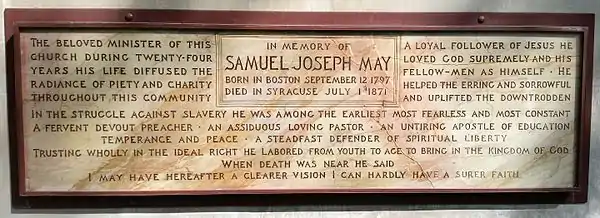 THE BELOVED MINISTER OF THIS
CHURCH DURING TWENTY-FOUR
YEARS HIS LIFE DIFFUSED THE
RADIANCE OF PIETY AND CHARITY
THROUGHOUT THIS COMMUNITY
IN MEMORY OF
SAMUEL JOSEPH MAY
BORN IN BOSTON SEPTEMBER 12 1797
DIED IN SYRACUSE JULY 1ST 1871
A LOYAL FOLLOWER OF JESUS HE
LOVED GOD SUPREMELY AND HIS
FELLOW-MEN AS HIMSELF · HE
HELPED THE ERRING AND SORROWFUL
AND UPLIFTED THE DOWNTRODDEN
IN THE STRUGGLE AGAINST SLAVERY HE WAS AMONG THE EARLIEST MOST FEARLESS AND MOST CONSTANT
A FERVENT DEVOUT PREACHER · AN ASSIDUOUS LOVING PASTOR · AN UNTIRING APOSTLE OF EDUCATION
TEMPERANCE AND PEACE · A STEADFAST DEFENDER OF SPIRITUAL LIBERTY
TRUSTING WHOLLY IN THE IDEAL RIGHT HE LABORED FROM YOUTH TO AGE TO BRING IN THE KINGDOM OF GOD
WHEN DEATH WAS NEAR HE SAID
I MAY HAVE HEREAFTER A CLEARER VISION I CAN HARDLY HAVE A SURER FAITH